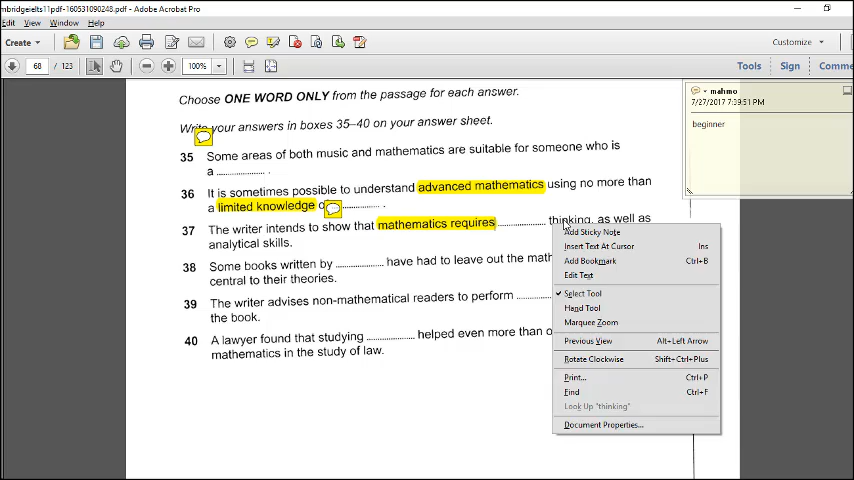 mbridgeielts11pdf-160531090248.pdf - Adobe Acrobat Pro
Edit View Window Help
Create Customize
68 / 123 100% Tools Sign Comme
Choose ONE WORD ONLY from the passage for each answer.
Write your answers in boxes 35–40 on your answer sheet.
35 Some areas of both music and mathematics are suitable for someone who is
a .................... .
36 It is sometimes possible to understand advanced mathematics using no more than
a limited knowledge o .............. .
37 The writer intends to show that mathematics requires .................... thinking, as well as
analytical skills.
38 Some books written by .................... have had to leave out the math
central to their theories.
39 The writer advises non-mathematical readers to perform ..............
the book.
40 A lawyer found that studying .................... helped even more than o
mathematics in the study of law.
mahmo
7/27/2017 7:39:51 PM
beginner
Add Sticky Note
Insert Text At Cursor Ins
Add Bookmark Ctrl+B
Edit Text
Select Tool
Hand Tool
Marquee Zoom
Previous View Alt+Left Arrow
Rotate Clockwise Shift+Ctrl+Plus
Print... Ctrl+P
Find Ctrl+F
Look Up "thinking"
Document Properties...